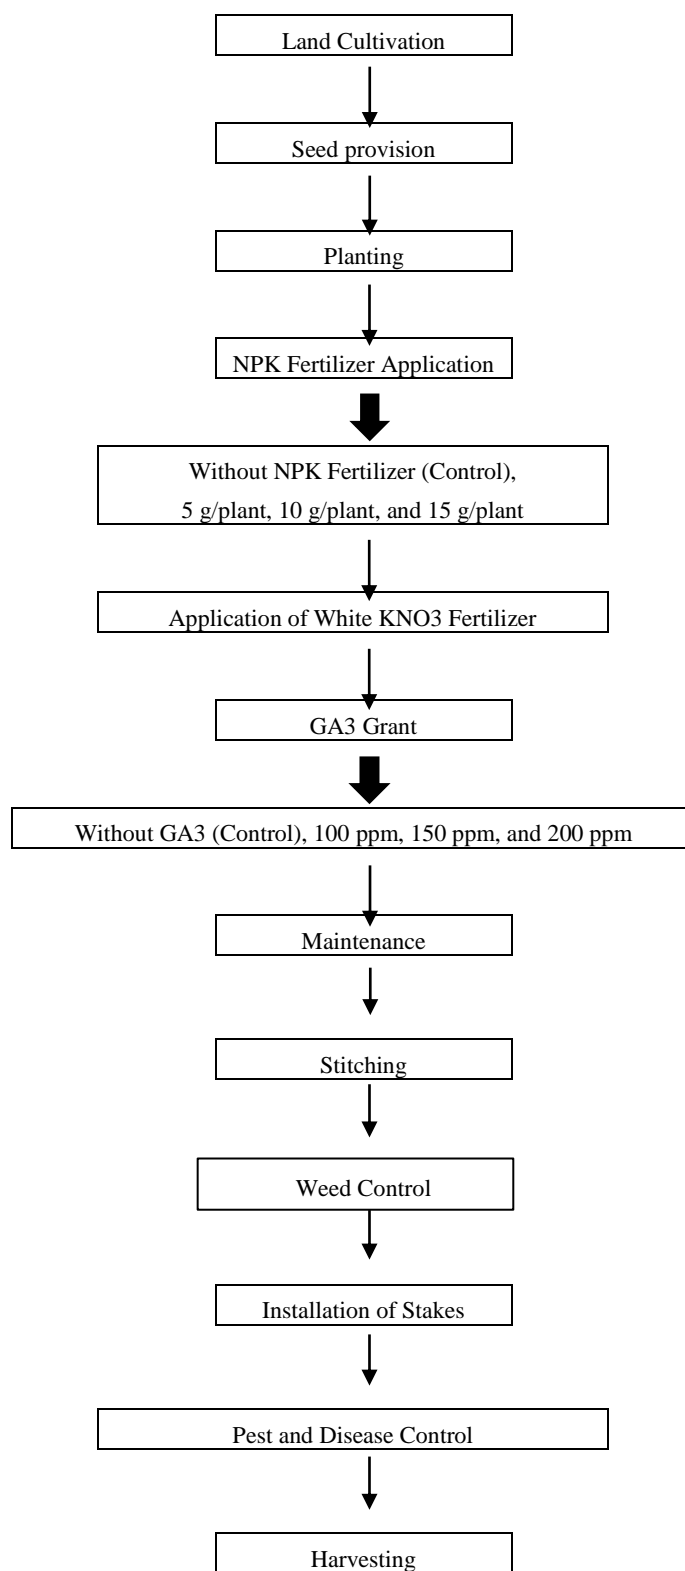 Land Cultivation
Seed provision
Planting
NPK Fertilizer Application
Without NPK Fertilizer (Control),
5 g/plant, 10 g/plant, and 15 g/plant
Application of White KNO3 Fertilizer
GA3 Grant
Without GA3 (Control), 100 ppm, 150 ppm, and 200 ppm
Maintenance
Stitching
Weed Control
Installation of Stakes
Pest and Disease Control
Harvesting